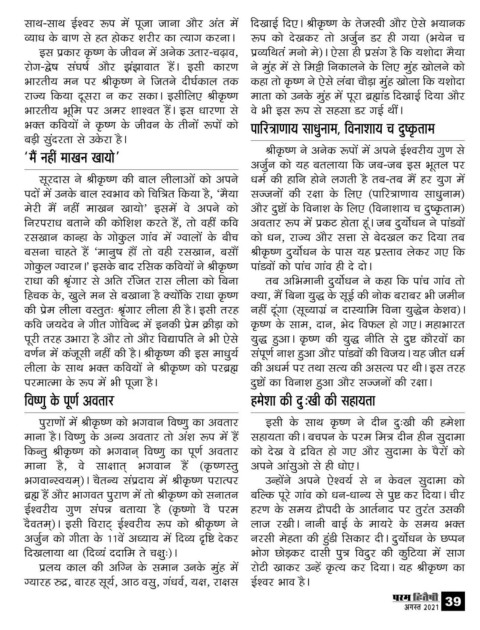 साथ-साथ ईश्वर रूप में पूजा जाना और अंत में
व्याध के बाण से हत होकर शरीर का त्याग करना।
इस प्रकार कृष्ण के जीवन में अनेक उतार-चढ़ाव,
रोग-द्वेष संघर्ष और झंझावात हैं। इसी कारण
भारतीय मन पर श्रीकृष्ण ने जितने दीर्घकाल तक
राज्य किया दूसरा न कर सका। इसीलिए श्रीकृष्ण
भारतीय भूमि पर अमर शाश्वत हैं। इस धारणा से
भक्त कवियों ने कृष्ण के जीवन के तीनों रूपों को
बड़ी सुंदरता से उकेरा है।
'मैं नहीं माखन खायो'
सूरदास ने श्रीकृष्ण की बाल लीलाओं को अपने
पदों में उनके बाल स्वभाव को चित्रित किया है, 'मैया
मेरी मैं नहीं माखन खायो' इसमें वे अपने को
निरपराध बताने की कोशिश करते हैं, तो वहीं कवि
रसखान कान्हा के गोकुल गांव में ग्वालों के बीच
बसना चाहते हैं 'मानुष हौं तो वही रसखान, बसौं
गोकुल ग्वारन।' इसके बाद रसिक कवियों ने श्रीकृष्ण
राधा की श्रृंगार से अति रंजित रास लीला को बिना
हिचक के, खुले मन से बखाना है क्योंकि राधा कृष्ण
की प्रेम लीला वस्तुतः श्रृंगार लीला ही है। इसी तरह
कवि जयदेव ने गीत गोविन्द में इनकी प्रेम क्रीड़ा को
पूरी तरह उभारा है और तो और विद्यापति ने भी ऐसे
वर्णन में कंजूसी नहीं की है। श्रीकृष्ण की इस माधुर्य
लीला के साथ भक्त कवियों ने श्रीकृष्ण को परब्रह्म
परमात्मा के रूप में भी पूजा है।
विष्णु के पूर्ण अवतार
पुराणों में श्रीकृष्ण को भगवान विष्णु का अवतार
माना है। विष्णु के अन्य अवतार तो अंश रूप में हैं
किन्तु श्रीकृष्ण को भगवान् विष्णु का पूर्ण अवतार
माना है, वे साक्षात् भगवान हैं (कृष्णस्तु
भगवान्स्वयम्)। चैतन्य संप्रदाय में श्रीकृष्ण परात्पर
ब्रह्म हैं और भागवत पुराण में तो श्रीकृष्ण को सनातन
ईश्वरीय गुण संपन्न बताया है (कृष्णो वै परम
दैवतम्)। इसी विराट् ईश्वरीय रूप को श्रीकृष्ण ने
अर्जुन को गीता के 11वें अध्याय में दिव्य दृष्टि देकर
दिखलाया था (दिव्यं ददामि ते चक्षुः)।
प्रलय काल की अग्नि के समान उनके मुंह में
ग्यारह रुद्र, बारह सूर्य, आठ वसु, गंधर्व, यक्ष, राक्षस
दिखाई दिए। श्रीकृष्ण के तेजस्वी और ऐसे भयानक
रूप को देखकर तो अर्जुन डर ही गया (भयेन च
प्रव्यथितं मनो मे)। ऐसा ही प्रसंग है कि यशोदा मैया
ने मुंह में से मिट्टी निकालने के लिए मुंह खोलने को
कहा तो कृष्ण ने ऐसे लंबा चौड़ा मुंह खोला कि यशोदा
माता को उनके मुंह में पूरा ब्रह्मांड दिखाई दिया और
वे भी इस रूप से सहसा डर गई थीं।
पारित्राणाय साधुनाम, विनाशाय च दुष्कृताम
श्रीकृष्ण ने अनेक रूपों में अपने ईश्वरीय गुण से
अर्जुन को यह बतलाया कि जब-जब इस भूतल पर
धर्म की हानि होने लगती है तब-तब मैं हर युग में
सज्जनों की रक्षा के लिए (पारित्राणाय साधुनाम)
और दुष्टों के विनाश के लिए (विनाशाय च दुष्कृताम)
अवतार रूप में प्रकट होता हूं। जब दुर्योधन ने पांडवों
को धन, राज्य और सत्ता से बेदखल कर दिया तब
श्रीकृष्ण दुर्योधन के पास यह प्रस्ताव लेकर गए कि
पांडवों को पांच गांव ही दे दो।
तब अभिमानी दुर्योधन ने कहा कि पांच गांव तो
क्या, मैं बिना युद्ध के सूई की नोक बराबर भी जमीन
नहीं दूंगा (सूच्याग्रं न दास्यामि विना युद्धेन केशव)।
कृष्ण के साम, दान, भेद विफल हो गए। महाभारत
युद्ध हुआ। कृष्ण की युद्ध नीति से दुष्ट कौरवों का
संपूर्ण नाश हुआ और पांडवों की विजय। यह जीत धर्म
की अधर्म पर तथा सत्य की असत्य पर थी। इस तरह
दुष्टों का विनाश हुआ और सज्जनों की रक्षा।
हमेशा की दुःखी की सहायता
इसी के साथ कृष्ण ने दीन दुःखी की हमेशा
सहायता की। बचपन के परम मित्र दीन हीन सुदामा
को देख वे द्रवित हो गए और सुदामा के पैरों को
अपने आंसुओ से ही धोए।
उन्होंने अपने ऐश्वर्य से न केवल सुदामा को
बल्कि पूरे गांव को धन-धान्य से पुष्ट कर दिया। चीर
हरण के समय द्रौपदी के आर्तनाद पर तुरंत उसकी
लाज रखी। नानी बाई के मायरे के समय भक्त
नरसी मेहता की हुंडी सिकार दी। दुर्योधन के छप्पन
भोग छोड़कर दासी पुत्र विदुर की कुटिया में साग
रोटी खाकर उन्हें कृत्य कर दिया। यह श्रीकृष्ण का
ईश्वर भाव है।
परम हितैषी
अगस्त 2021 39